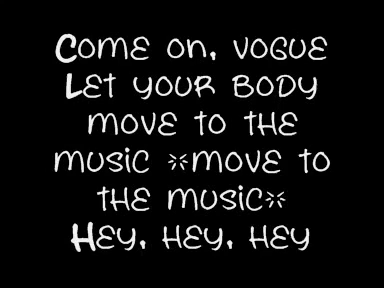 Come on, vogue
Let your body
move to the
music *move to
the music*
Hey, hey, hey